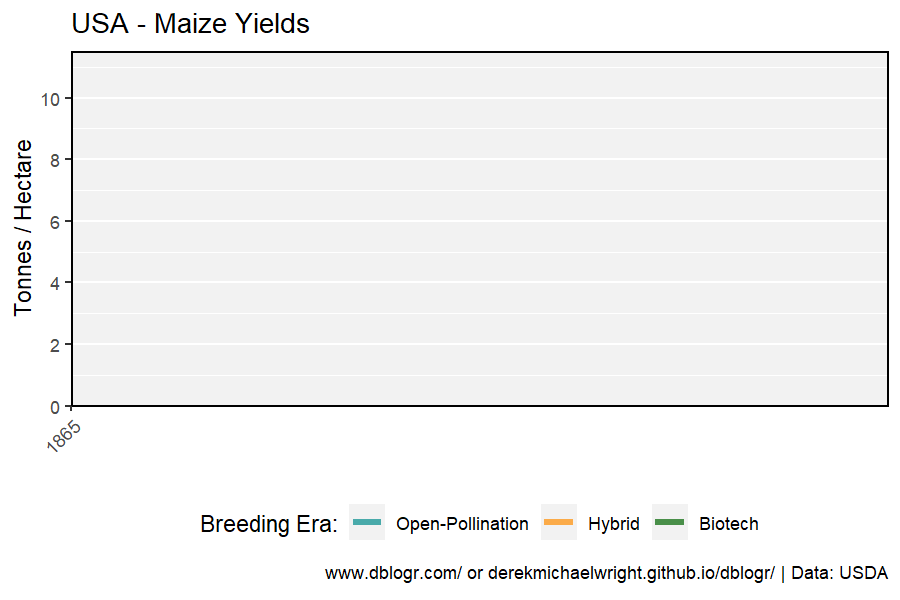 USA - Maize Yields
Tonnes / Hectare
10
8
6
4
2
0
1865
Breeding Era: Open-Pollination Hybrid Biotech
www.dblogr.com/ or derekmichaelwright.github.io/dblogr/ | Data: USDA